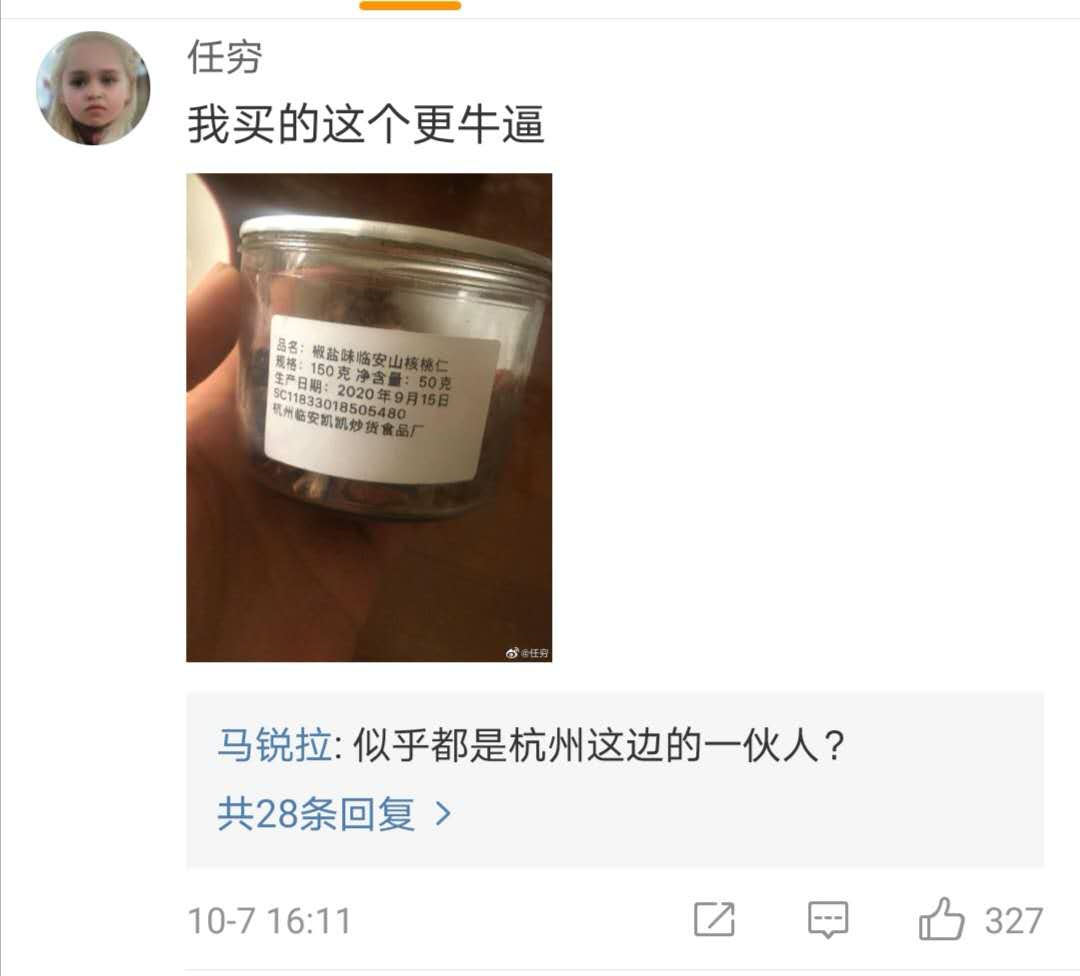 任穷
我买的这个更牛逼
品名：椒盐味临安山核桃仁
规格：150克 净含量：50克
生产日期：2020年9月15日
SC11833018505480
杭州临安凯凯炒货食品厂
@任穷
马锐拉: 似乎都是杭州这边的一伙人？
共28条回复 >
10-7 16:11
327